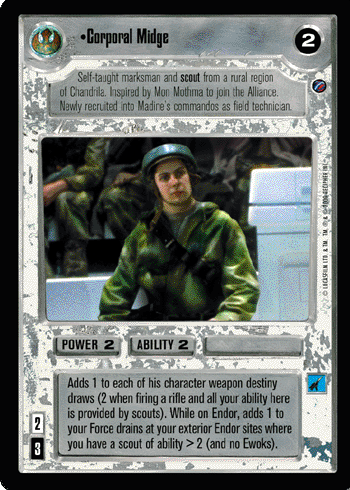 •Corporal Midge
2
Self-taught marksman and scout from a rural region
of Chandrila. Inspired by Mon Mothma to join the Alliance.
Newly recruited into Madine's commandos as field technician.
POWER 2 ABILITY 2
Adds 1 to each of his character weapon destiny
draws (2 when firing a rifle and all your ability here
is provided by scouts). While on Endor, adds 1 to
your Force drains at your exterior Endor sites where
you have a scout of ability > 2 (and no Ewoks).
2
3